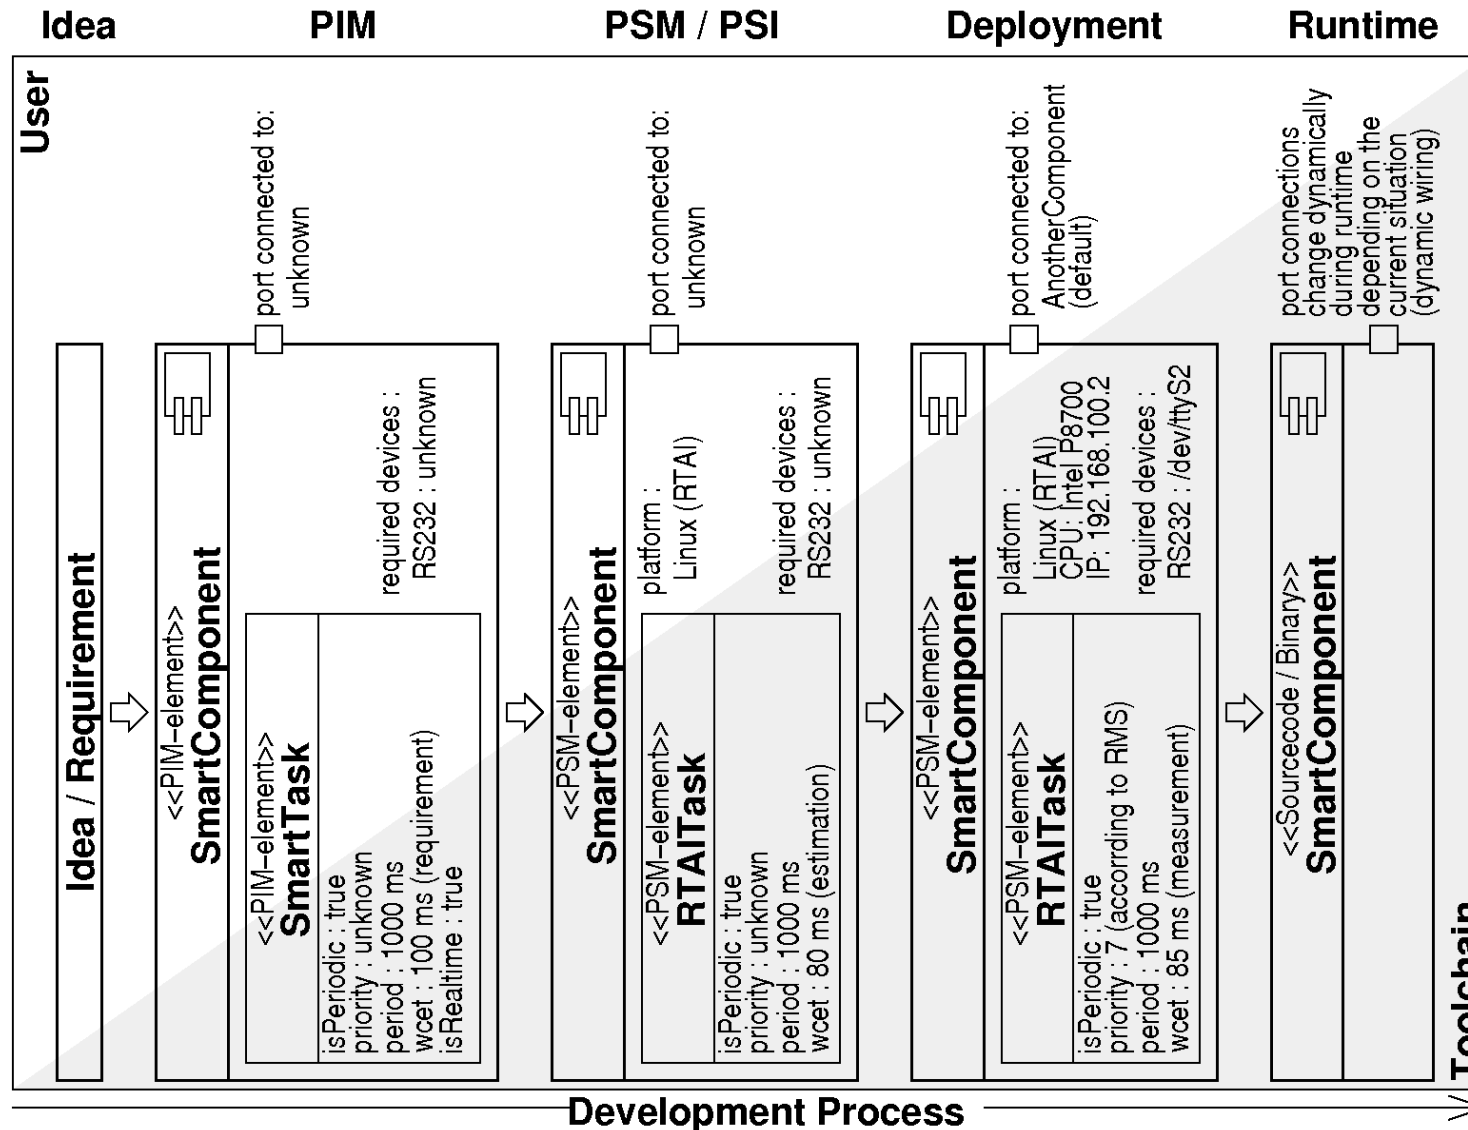 Idea
PIM
PSM / PSI
Deployment
Runtime
User
Idea / Requirement
<<PIM−element>>
SmartComponent
<<PIM−element>>
SmartTask
isPeriodic : true
priority : unknown
period : 1000 ms
wcet : 100 ms (requirement)
isRealtime : true
required devices :
RS232 : unknown
port connected to:
unknown
<<PSM−element>>
SmartComponent
<<PSM−element>>
RTAITask
isPeriodic : true
priority : unknown
period : 1000 ms
wcet : 80 ms (estimation)
platform :
Linux (RTAI)
required devices :
RS232 : unknown
port connected to:
unknown
<<PSM−element>>
SmartComponent
<<PSM−element>>
RTAITask
isPeriodic : true
priority : 7 (accorrding to RMS)
period : 1000 ms
wcet : 85 ms (measurement)
platform :
Linux (RTAI)
CPU: Intel P8700
IP: 192.168.100.2
required devices :
RS232 : /dev/ttyS2
port connected to:
AnotherComponent
(default)
<<Sourcecode / Binary>>
SmartComponent
port connections
change dynamically
during runtime
depending on the
current situation
(dynamic wiring)
Toolchain
Development Process